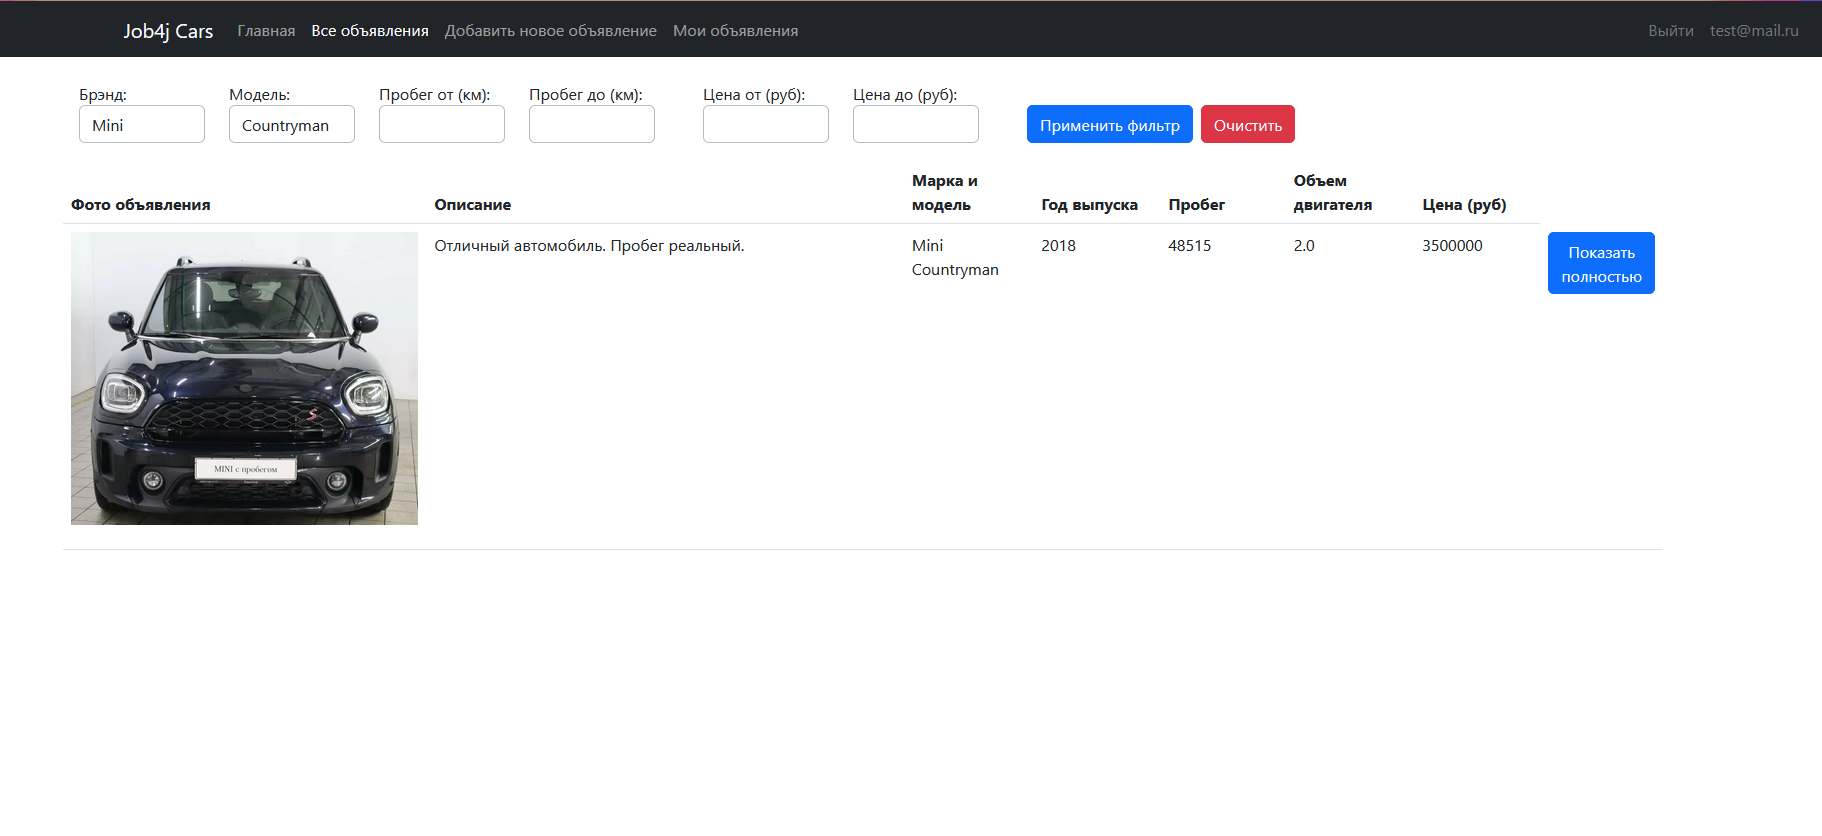 Job4j Cars Главная Все объявления Добавить новое объявление Мои объявления Выйти test@mail.ru
Брэнд: Модель: Пробег от (км): Пробег до (км): Цена от (руб): Цена до (руб):
Mini Countryman Применить фильтр Очистить
Фото объявления Описание Марка и модель Год выпуска Пробег Объем двигателя Цена (руб)
Отличный автомобиль. Пробег реальный. Mini Countryman 2018 48515 2.0 3500000 Показать полностью
S
MINI с пробегом